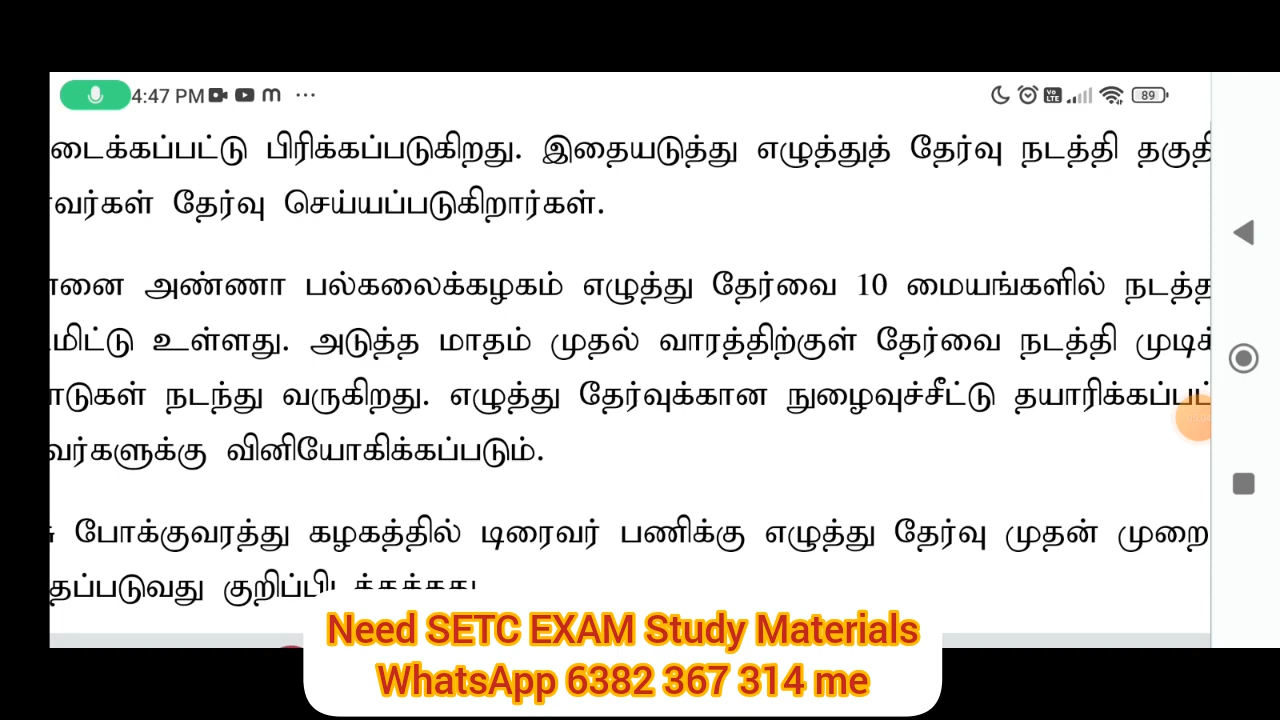 4:47 PM
89
டைக்கப்பட்டு பிரிக்கப்படுகிறது. இதையடுத்து எழுத்துத் தேர்வு நடத்தி தகுதி
வர்கள் தேர்வு செய்யப்படுகிறார்கள்.
னை அண்ணா பல்கலைக்கழகம் எழுத்து தேர்வை 10 மையங்களில் நடத்த
மிட்டு உள்ளது. அடுத்த மாதம் முதல் வாரத்திற்குள் தேர்வை நடத்தி முடிக்
டுகள் நடந்து வருகிறது. எழுத்து தேர்வுக்கான நுழைவுச்சீட்டு தயாரிக்கப்பட்
வர்களுக்கு வினியோகிக்கப்படும்.
போக்குவரத்து கழகத்தில் டிரைவர் பணிக்கு எழுத்து தேர்வு முதன் முறை
தப்படுவது
Need SETC EXAM Study Materials
WhatsApp 6382 367 314 me